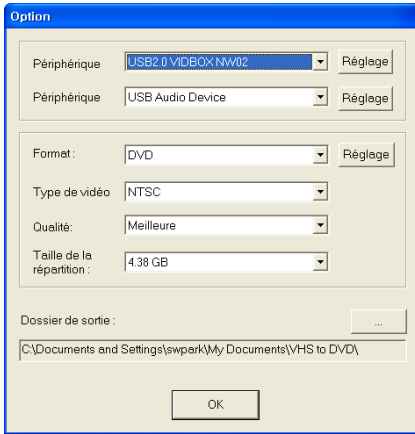 Option
Périphérique USB2.0 VIDBOX NW02 Réglage
Périphérique USB Audio Device Réglage
Format : DVD Réglage
Type de vidéo NTSC
Qualité: Meilleure
Taille de la
répartition : 4.38 GB
Dossier de sortie : ...
C:\Documents and Settings\swpark\My Documents\VHS to DVD\
OK